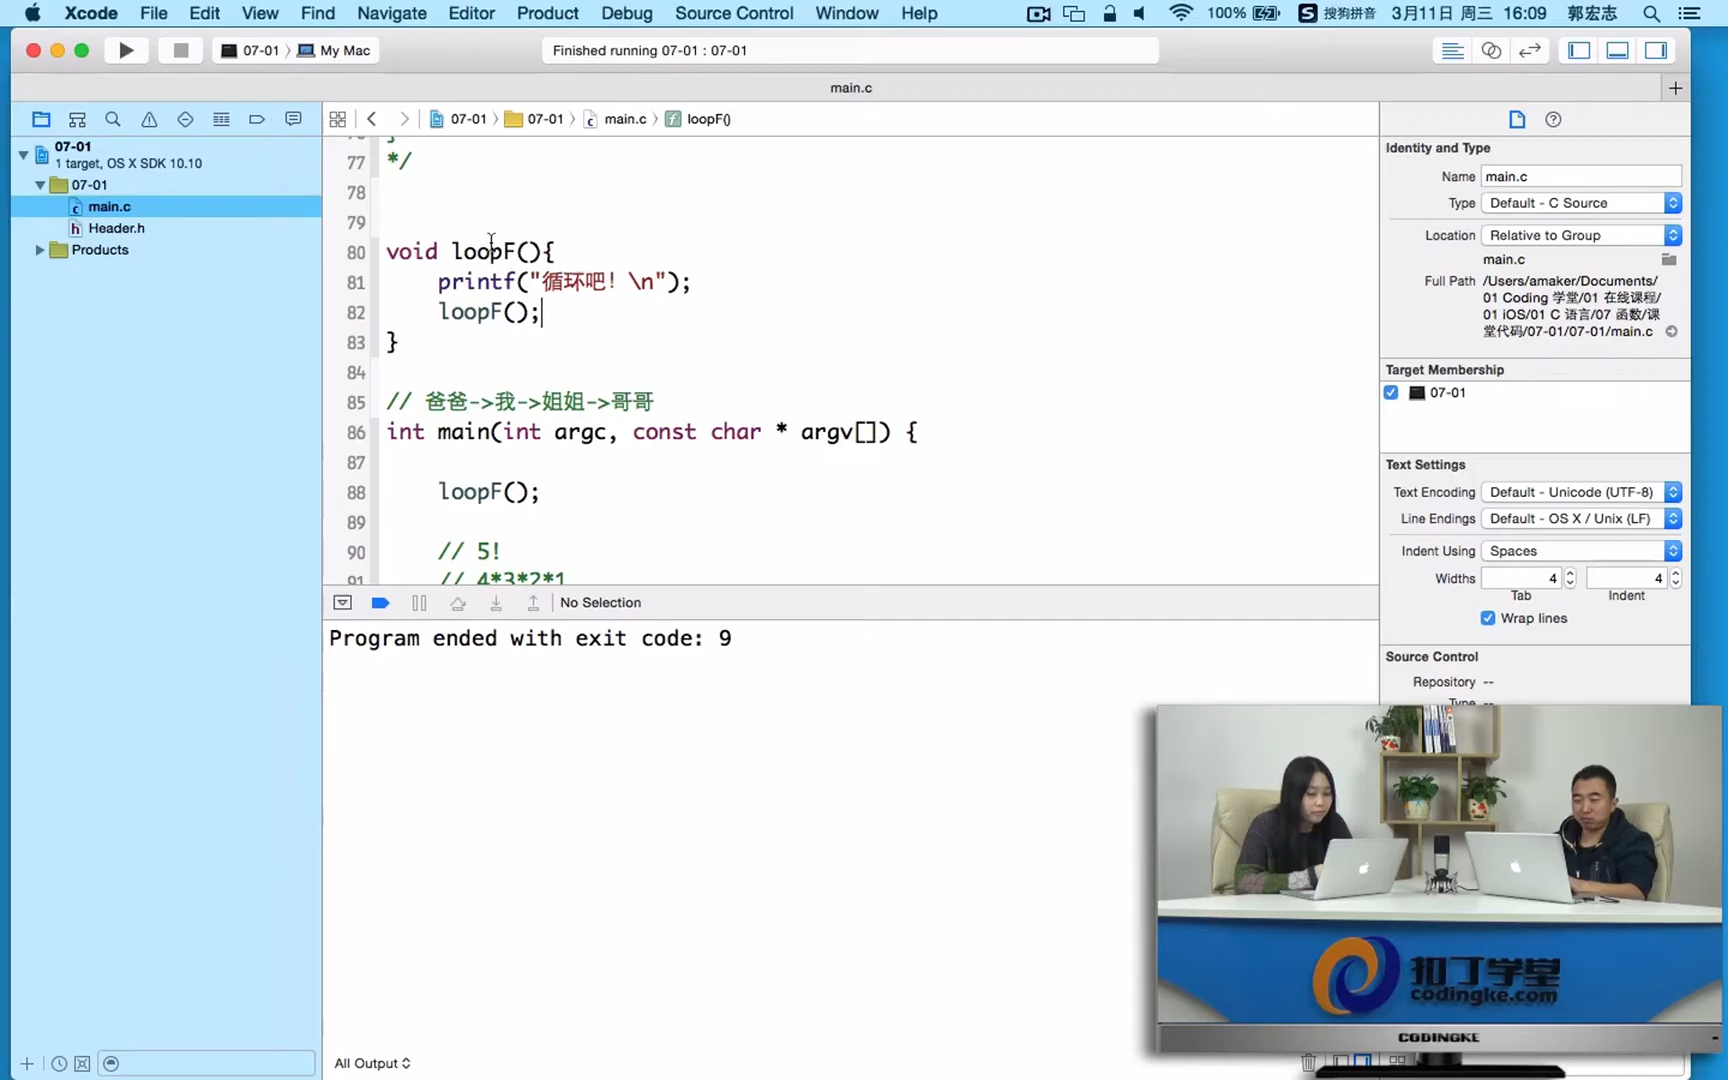 Xcode File Edit View Find Navigate Editor Product Debug Source Control Window Help 100% S 搜狗拼音 3月11日 周三 16:09 郭宏志
07-01 〉 My Mac
Finished running 07-01 : 07-01
main.c
07-01 〉 07-01 〉 main.c 〉 loopF()
07-01
1 target, OS X SDK 10.10
07-01
main.c
Header.h
Products
77 */
78
79
80 void loopF(){
81 printf("循环吧！\n");
82 loopF();
83 }
84
85 // 爸爸->我->姐姐->哥哥
86 int main(int argc, const char * argv[]) {
87
88 loopF();
89
90 // 5!
91 // 4*3*2*1
No Selection
Program ended with exit code: 9
All Output
Identity and Type
Name main.c
Type Default - C Source
Location Relative to Group
main.c
Full Path /Users/amaker/Documents/
01 Coding 学堂/01 在线课程/
01 iOS/01 C 语言/07 函数/课
堂代码/07-01/07-01/main.c
Target Membership
07-01
Text Settings
Text Encoding Default - Unicode (UTF-8)
Line Endings Default - OS X / Unix (LF)
Indent Using Spaces
Widths 4 4
Tab Indent
Wrap lines
Source Control
Repository --
Type --
扣丁学堂
codingke.com
CODINGKE